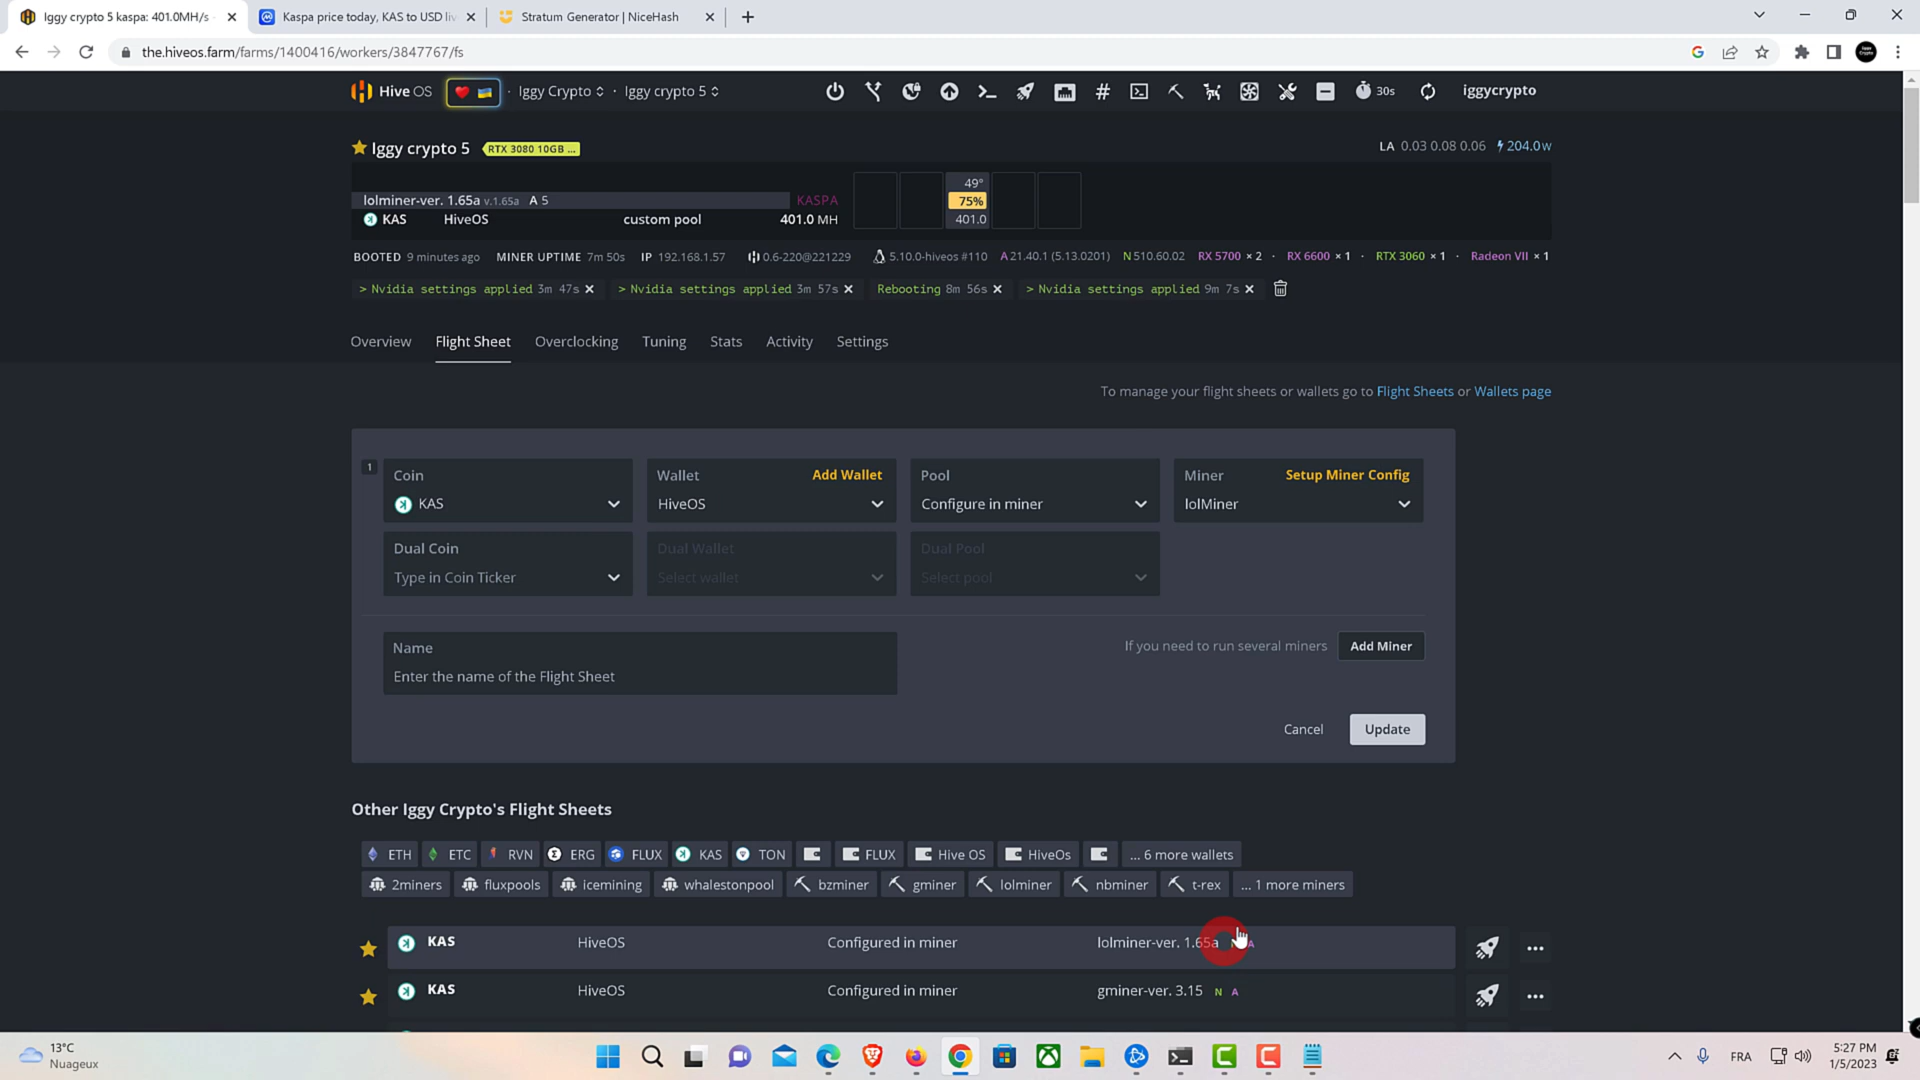 Iggy crypto 5 kaspa: 401.0MH/s
Kaspa price today, KAS to USD liv
Stratum Generator | NiceHash
the.hiveos.farm/farms/1400416/workers/3847767/fs
Hive OS
Iggy Crypto
Iggy crypto 5
30s
iggycrypto
Iggy crypto 5
RTX 3080 10GB ...
LA 0.03 0.08 0.06 204.0W
lolminer-ver. 1.65a v.1.65a A 5 KASPA
KAS HiveOS custom pool 401.0 MH
49°
75%
401.0
BOOTED 9 minutes ago MINER UPTIME 7m 50s IP 192.168.1.57 0.6-220@221229 5.10.0-hiveos #110 A 21.40.1 (5.13.0201) N 510.60.02 RX 5700 × 2 · RX 6600 × 1 · RTX 3060 × 1 · Radeon VII × 1
> Nvidia settings applied 3m 47s > Nvidia settings applied 3m 57s Rebooting 8m 56s > Nvidia settings applied 9m 7s
Overview Flight Sheet Overclocking Tuning Stats Activity Settings
To manage your flight sheets or wallets go to Flight Sheets or Wallets page
1
Coin
KAS
Wallet Add Wallet
HiveOS
Pool
Configure in miner
Miner Setup Miner Config
lolMiner
Dual Coin
Type in Coin Ticker
Dual Wallet
Select wallet
Dual Pool
Select pool
Name
Enter the name of the Flight Sheet
If you need to run several miners Add Miner
Cancel Update
Other Iggy Crypto's Flight Sheets
ETH ETC RVN ERG FLUX KAS TON FLUX Hive OS HiveOs ... 6 more wallets
2miners fluxpools icemining whalestonpool bzminer gminer lolminer nbminer t-rex ... 1 more miners
KAS HiveOS Configured in miner lolminer-ver. 1.65a A
KAS HiveOS Configured in miner gminer-ver. 3.15 N A
13°C
Nuageux
FRA
5:27 PM
1/5/2023